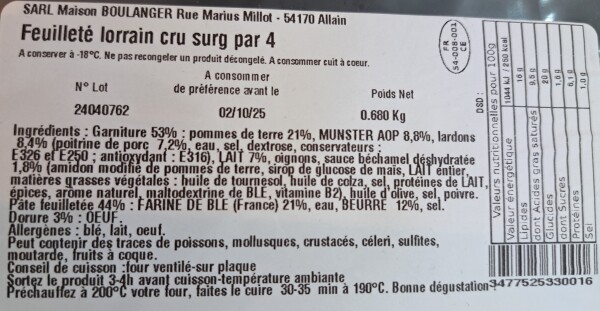 SARL Maison BOULANGER Rue Marius Millot - 54170 Allain
Feuilleté lorrain cru surg par 4
A conserver à -18°C. Ne pas recongeler un produit décongelé. A consommer cuit à coeur.
FR
54-008-001
CE
N° Lot
A consommer
de préférence avant le
Poids Net
24040762
02/10/25
0.680 Kg
DSD :
Ingrédients : Garniture 53% : pommes de terre 21%, MUNSTER AOP 8,8%, lardons
8,4% (poitrine de porc 7,2%, eau, sel, dextrose, conservateurs :
E326 et E250 ; antioxydant : E316), LAIT 7%, oignons, sauce béchamel déshydratée
1,8% (amidon modifié de pommes de terre, sirop de glucose de maïs, LAIT entier,
matières grasses végétales : huile de tournesol, huile de colza, sel, protéines de LAIT,
épices, arôme naturel, maltodextrine de BLE, vitamine B2), huile d'olive, sel, poivre.
Pâte feuilletée 44% : FARINE DE BLE (France) 21%, eau, BEURRE 12%, sel.
Dorure 3% : OEUF.
Allergènes : blé, lait, oeuf.
Peut contenir des traces de poissons, mollusques, crustacés, céleri, sulfites,
moutarde, fruits à coque.
Conseil de cuisson :four ventilé-sur plaque
Sortez le produit 3-4h avant cuisson-température ambiante
Préchauffez à 200°C votre four, faites le cuire 30-35 min à 190°C. Bonne dégustation
Valeurs nutritionnelles pour 100g
Valeur énergétique 1044 kJ / 250 kcal
Lipides
dont Acides gras saturés
Glucides
dont Sucres
Protéines
Sel
3477525330016